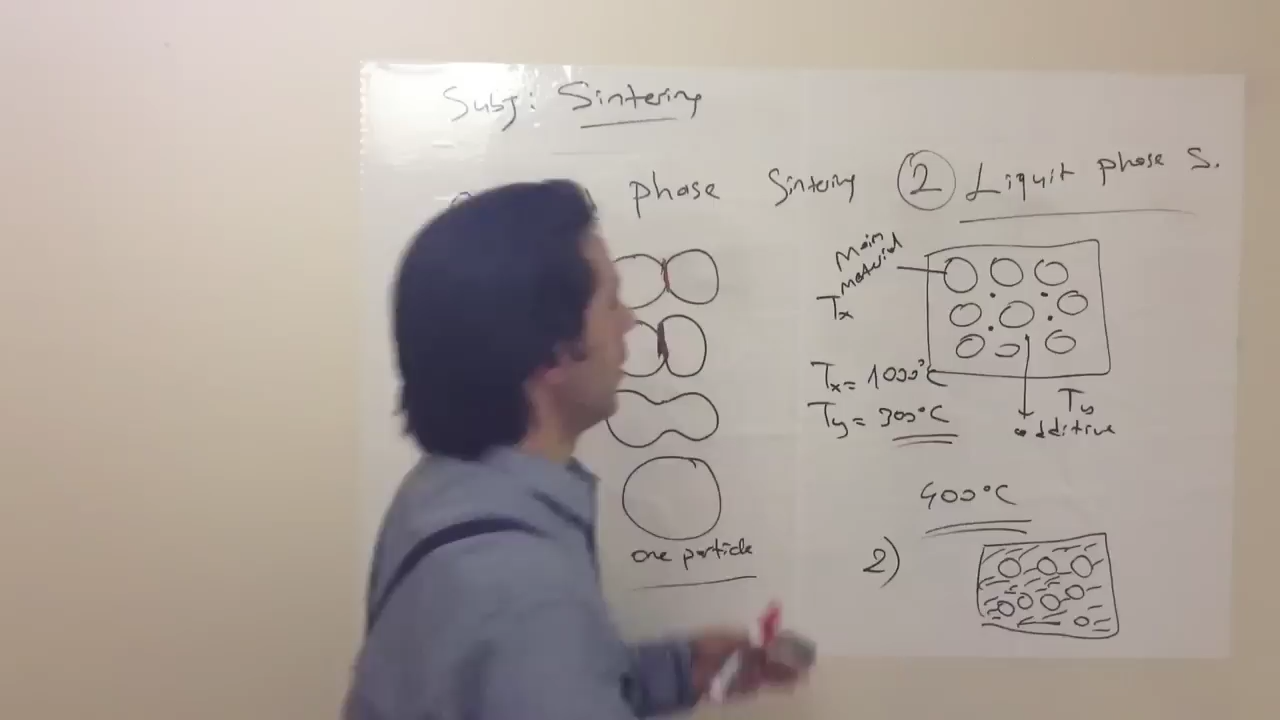 Subj: Sintering
phase Sintering
2 Liquit phase S.
Main
material
Tx
Tx = 1000°C
Ty = 300°C
Ty
additive
400°C
one particle
2)